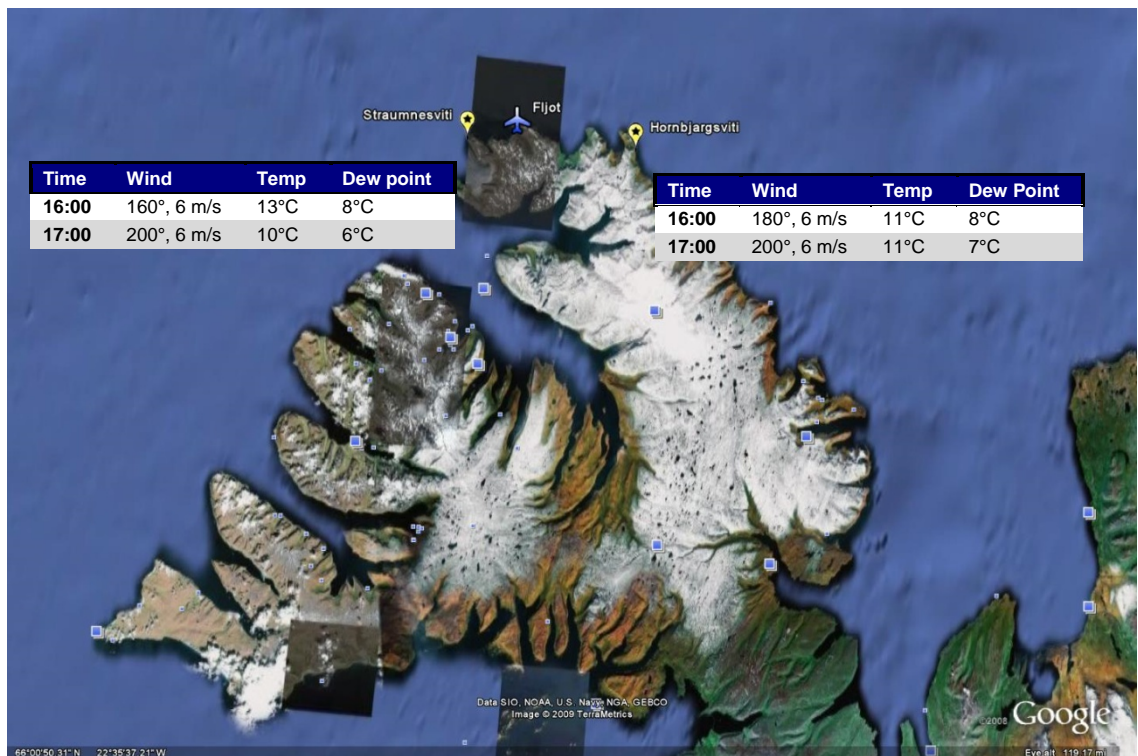 Straumnesviti
Fljot
Hornbjargsviti
Time Wind Temp Dew point
16:00 160°, 6 m/s 13°C 8°C
17:00 200°, 6 m/s 10°C 6°C
Time Wind Temp Dew Point
16:00 180°, 6 m/s 11°C 8°C
17:00 200°, 6 m/s 11°C 7°C
Data SIO, NOAA, U.S. Navy, NGA, GEBCO
Image © 2009 TerraMetrics
©2008 Google
66°00'50.31" N 22°35'37.21" W
Eye alt 119.17 mi